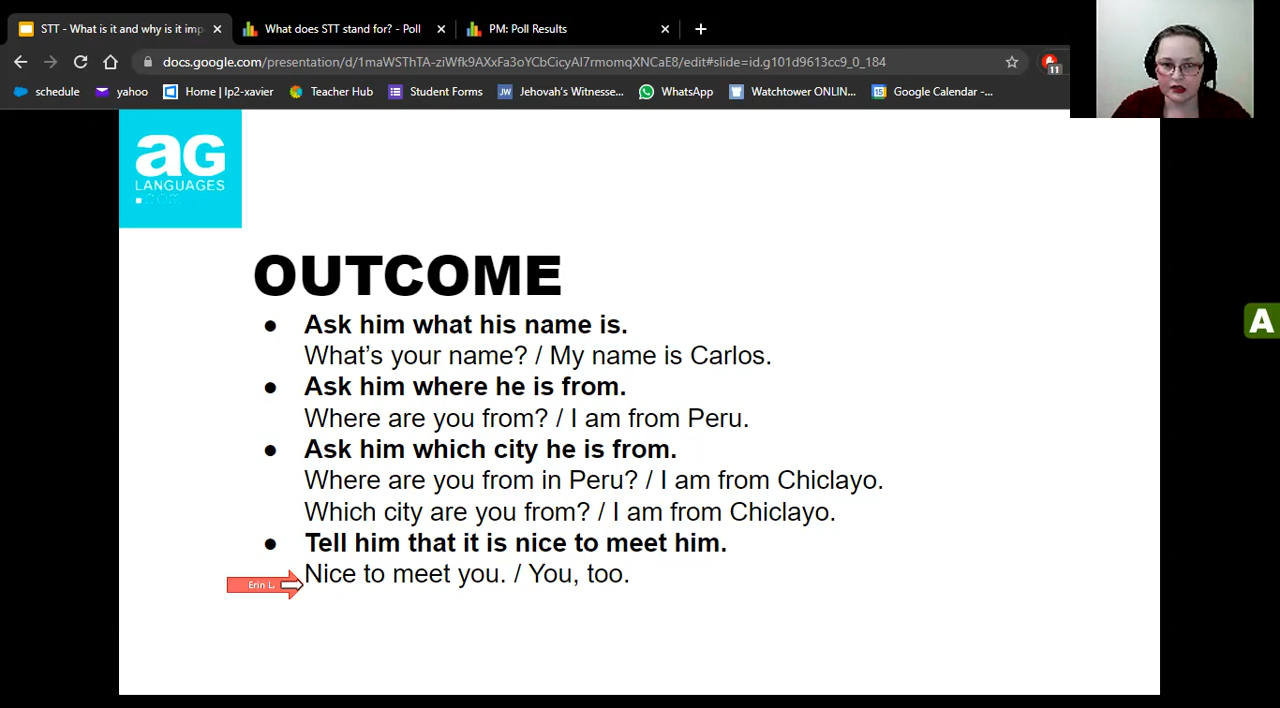 STT - What is it and why is it imp
What does STT stand for? - Poll
PM: Poll Results
docs.google.com/presentation/d/1maWSThTA-ziWfk9AXxFa3oYCbCicyAl7rmomqXNCaE8/edit#slide=id.g101d9613cc9_0_184
11
schedule
yahoo
Home | lp2-xavier
Teacher Hub
Student Forms
JW
Jehovah's Witnesse...
WhatsApp
Watchtower ONLIN...
15
Google Calendar -...
aG
LANGUAGES
.com
OUTCOME
● Ask him what his name is.
What's your name? / My name is Carlos.
● Ask him where he is from.
Where are you from? / I am from Peru.
● Ask him which city he is from.
Where are you from in Peru? / I am from Chiclayo.
Which city are you from? / I am from Chiclayo.
● Tell him that it is nice to meet him.
Nice to meet you. / You, too.
Erin L.
A